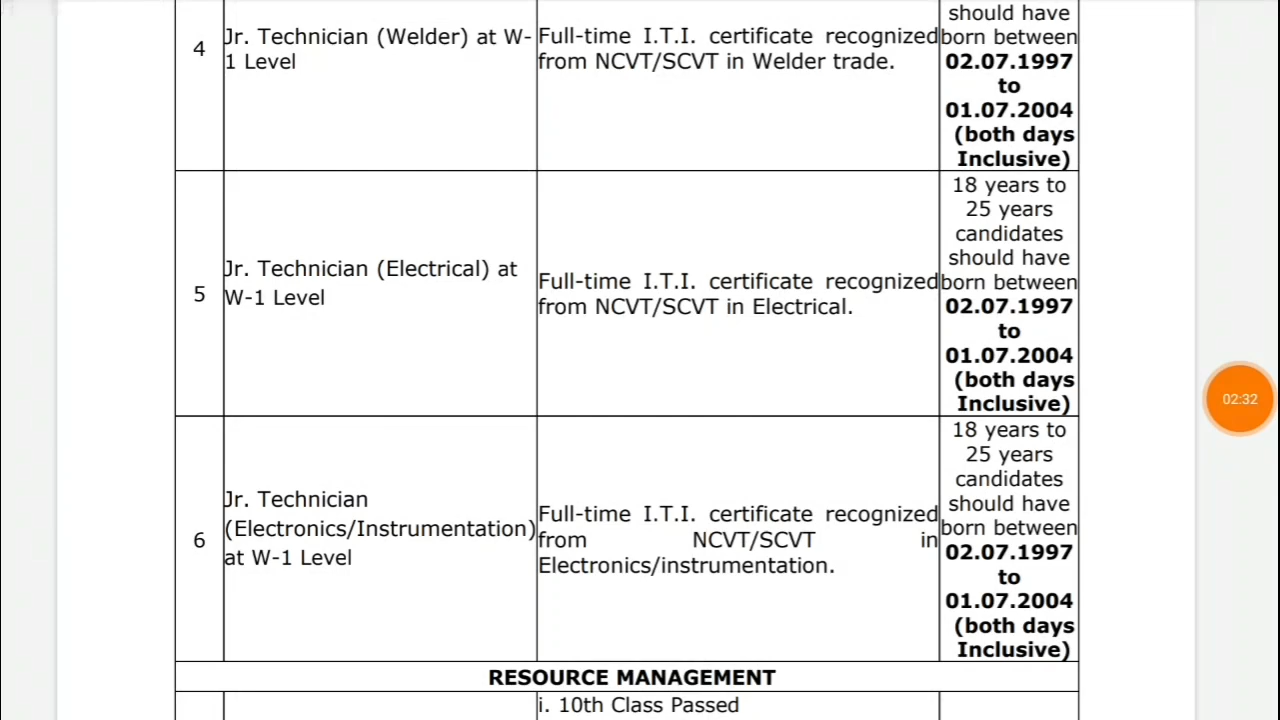 4
Jr. Technician (Welder) at W-
1 Level
Full-time I.T.I. certificate recognized
from NCVT/SCVT in Welder trade.
should have
born between
02.07.1997
to
01.07.2004
(both days
Inclusive)
5
Jr. Technician (Electrical) at
W-1 Level
Full-time I.T.I. certificate recognized
from NCVT/SCVT in Electrical.
18 years to
25 years
candidates
should have
born between
02.07.1997
to
01.07.2004
(both days
Inclusive)
6
Jr. Technician
(Electronics/Instrumentation)
at W-1 Level
Full-time I.T.I. certificate recognized
from NCVT/SCVT in
Electronics/instrumentation.
18 years to
25 years
candidates
should have
born between
02.07.1997
to
01.07.2004
(both days
Inclusive)
RESOURCE MANAGEMENT
i. 10th Class Passed
02:32